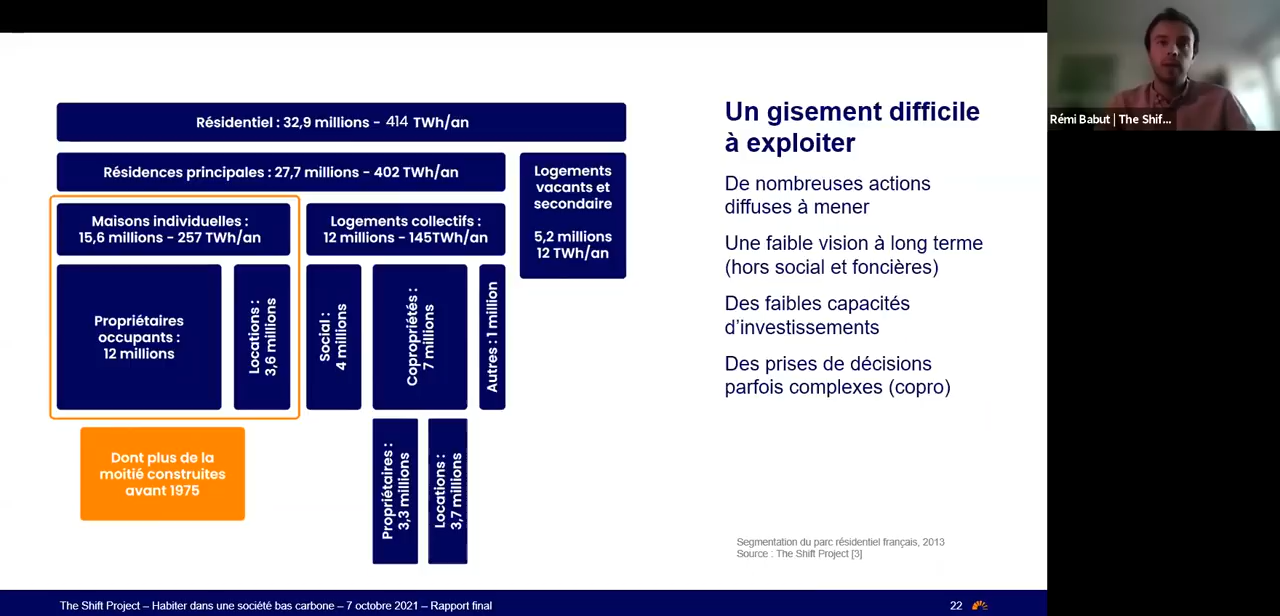 Résidentiel : 32,9 millions - 414 TWh/an
Résidences principales : 27,7 millions - 402 TWh/an
Logements
vacants et
secondaire
5,2 millions
12 TWh/an
Maisons individuelles :
15,6 millions - 257 TWh/an
Logements collectifs :
12 millions - 145TWh/an
Propriétaires
occupants :
12 millions
Locations :
3,6 millions
Social :
4 millions
Copropriétés :
7 millions
Autres : 1 million
Dont plus de la
moitié construites
avant 1975
Propriétaires :
3,3 millions
Locations :
3,7 millions
Un gisement difficile
à exploiter
De nombreuses actions
diffuses à mener
Une faible vision à long terme
(hors social et foncières)
Des faibles capacités
d’investissements
Des prises de décisions
parfois complexes (copro)
Segmentation du parc résidentiel français, 2013
Source : The Shift Project [3]
The Shift Project – Habiter dans une société bas carbone – 7 octobre 2021 – Rapport final
22
Rémi Babut | The Shif...